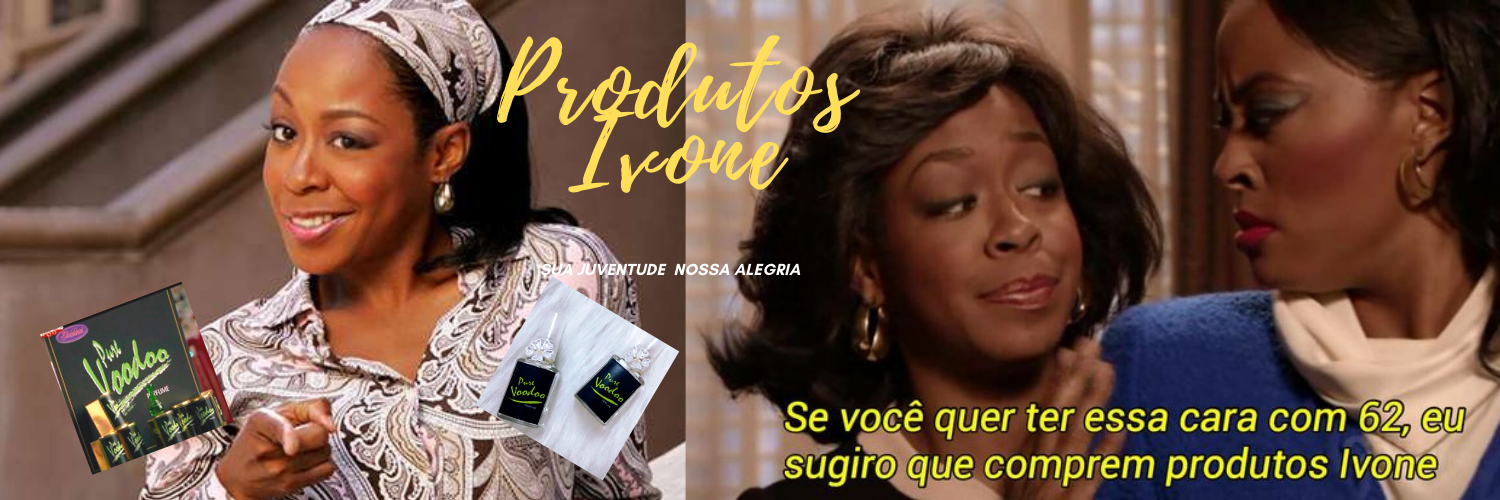 Produtos
Ivone
SUA JUVENTUDE NOSSA ALEGRIA
Pure
Voodoo
Pure
Voodoo
Pure
Voodoo
Se você quer ter essa cara com 62, eu
sugiro que comprem produtos Ivone